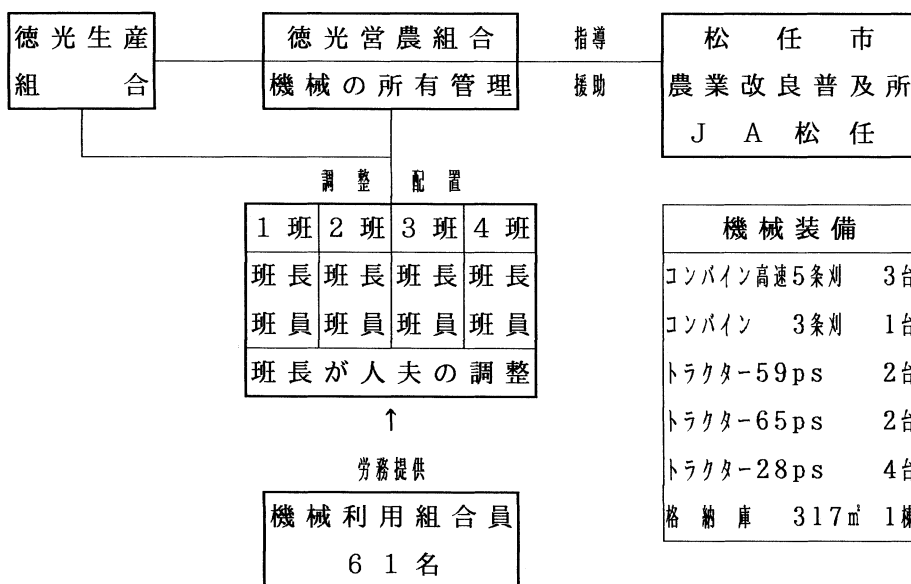 徳光生産
組合
徳光営農組合
機械の所有管理
指導
援助
松任市
農業改良普及所
JA松任
調整 配置
1班 2班 3班 4班
班長 班長 班長 班長
班員 班員 班員 班員
班長が人夫の調整
↑
労務提供
機械利用組合員
61名
機械装備
コンバイン高速5条刈 3台
コンバイン 3条刈 1台
トラクター59ps 2台
トラクター65ps 2台
トラクター28ps 4台
格納庫 317㎡ 1棟